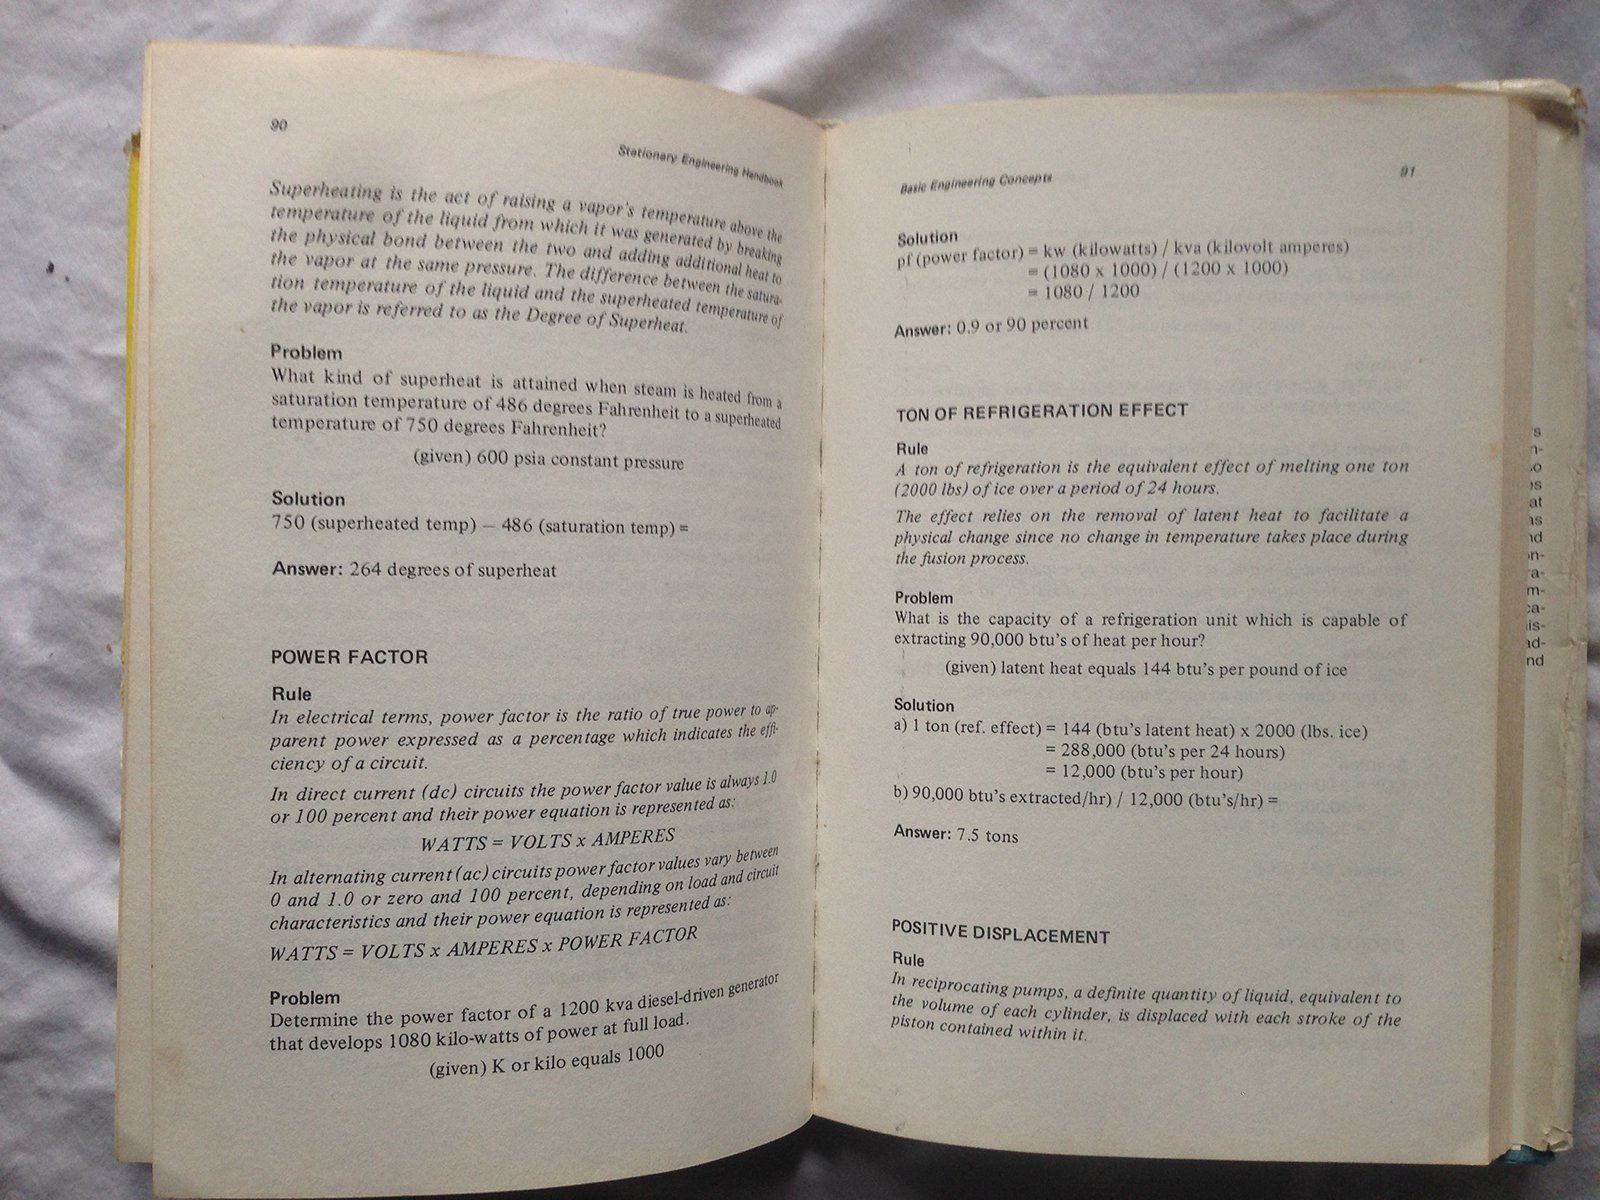 90
Stationary Engineering Handbook
Superheating is the act of raising a vapor's temperature above the
temperature of the liquid from which it was generated by breaking
the physical bond between the two and adding additional heat to
the vapor at the same pressure. The difference between the satura-
tion temperature of the liquid and the superheated temperature of
the vapor is referred to as the Degree of Superheat.
Problem
What kind of superheat is attained when steam is heated from a
saturation temperature of 486 degrees Fahrenheit to a superheated
temperature of 750 degrees Fahrenheit?
(given) 600 psia constant pressure
Solution
750 (superheated temp) — 486 (saturation temp) =
Answer: 264 degrees of superheat
POWER FACTOR
Rule
In electrical terms, power factor is the ratio of true power to ap-
parent power expressed as a percentage which indicates the effi-
ciency of a circuit.
In direct current (dc) circuits the power factor value is always 1.0
or 100 percent and their power equation is represented as:
WATTS = VOLTS x AMPERES
In alternating current (ac) circuits power factor values vary between
0 and 1.0 or zero and 100 percent, depending on load and circuit
characteristics and their power equation is represented as:
WATTS = VOLTS x AMPERES x POWER FACTOR
Problem
Determine the power factor of a 1200 kva diesel-driven generator
that develops 1080 kilo-watts of power at full load.
(given) K or kilo equals 1000
Basic Engineering Concepts
91
Solution
pf (power factor) = kw (kilowatts) / kva (kilovolt amperes)
= (1080 x 1000) / (1200 x 1000)
= 1080 / 1200
Answer: 0.9 or 90 percent
TON OF REFRIGERATION EFFECT
Rule
A ton of refrigeration is the equivalent effect of melting one ton
(2000 lbs) of ice over a period of 24 hours.
The effect relies on the removal of latent heat to facilitate a
physical change since no change in temperature takes place during
the fusion process.
Problem
What is the capacity of a refrigeration unit which is capable of
extracting 90,000 btu's of heat per hour?
(given) latent heat equals 144 btu's per pound of ice
Solution
a) 1 ton (ref. effect) = 144 (btu's latent heat) x 2000 (lbs. ice)
= 288,000 (btu's per 24 hours)
= 12,000 (btu's per hour)
b) 90,000 btu's extracted/hr) / 12,000 (btu's/hr) =
Answer: 7.5 tons
POSITIVE DISPLACEMENT
Rule
In reciprocating pumps, a definite quantity of liquid, equivalent to
the volume of each cylinder, is displaced with each stroke of the
piston contained within it.